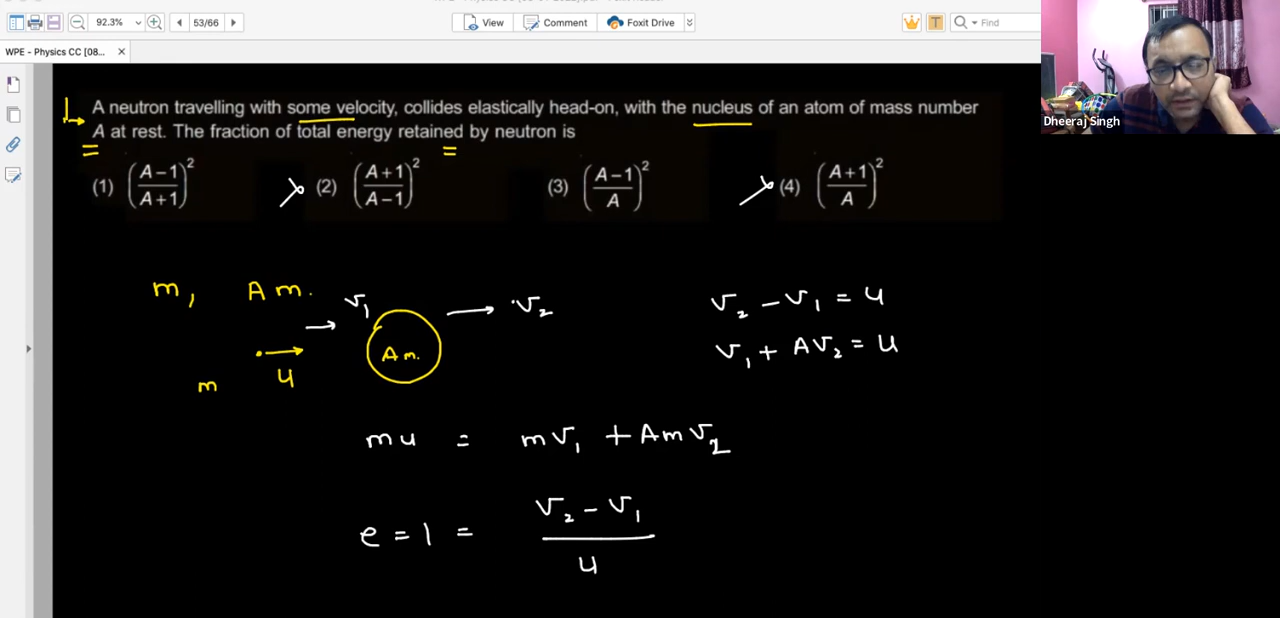 92.3%
53/66
View
Comment
Foxit Drive
T
Find
WPE - Physics CC [08... ×
Dheeraj Singh
1. A neutron travelling with some velocity, collides elastically head-on, with the nucleus of an atom of mass number
A at rest. The fraction of total energy retained by neutron is
(1) ((A−1)/(A+1))² (2) ((A+1)/(A−1))² (3) ((A−1)/A)² (4) ((A+1)/A)²
m, Am.
v₁ → v₂
Am.
m u
v₂ − v₁ = u
v₁ + Av₂ = u
mu = mv₁ + Amv₂
e = 1 = (v₂ − v₁)/u